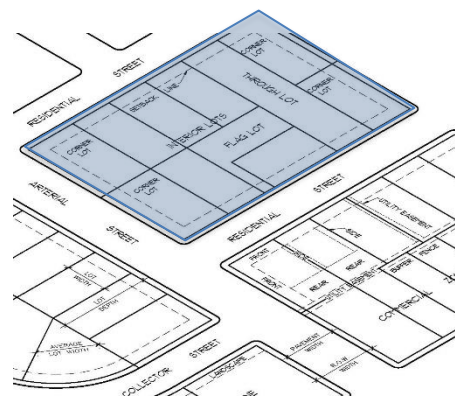 RESIDENTIAL
STREET
CORNER
LOT
SETBACK
LINE
THROUGH LOT
CORNER
LOT
INTERIOR LOTS
FLAG LOT
CORNER
LOT
CORNER
LOT
ARTERIAL
STREET
RESIDENTIAL
STREET
LOT
WIDTH
LOT
DEPTH
AVERAGE
LOT WIDTH
COLLECTOR
STREET
FRONT
SIDE
REAR
REAR
UTILITY EASEMENT
BUFFER
FENCE
COMMERCIAL
PAVEMENT
WIDTH
R.O.W.
WIDTH
LANDSCAPE